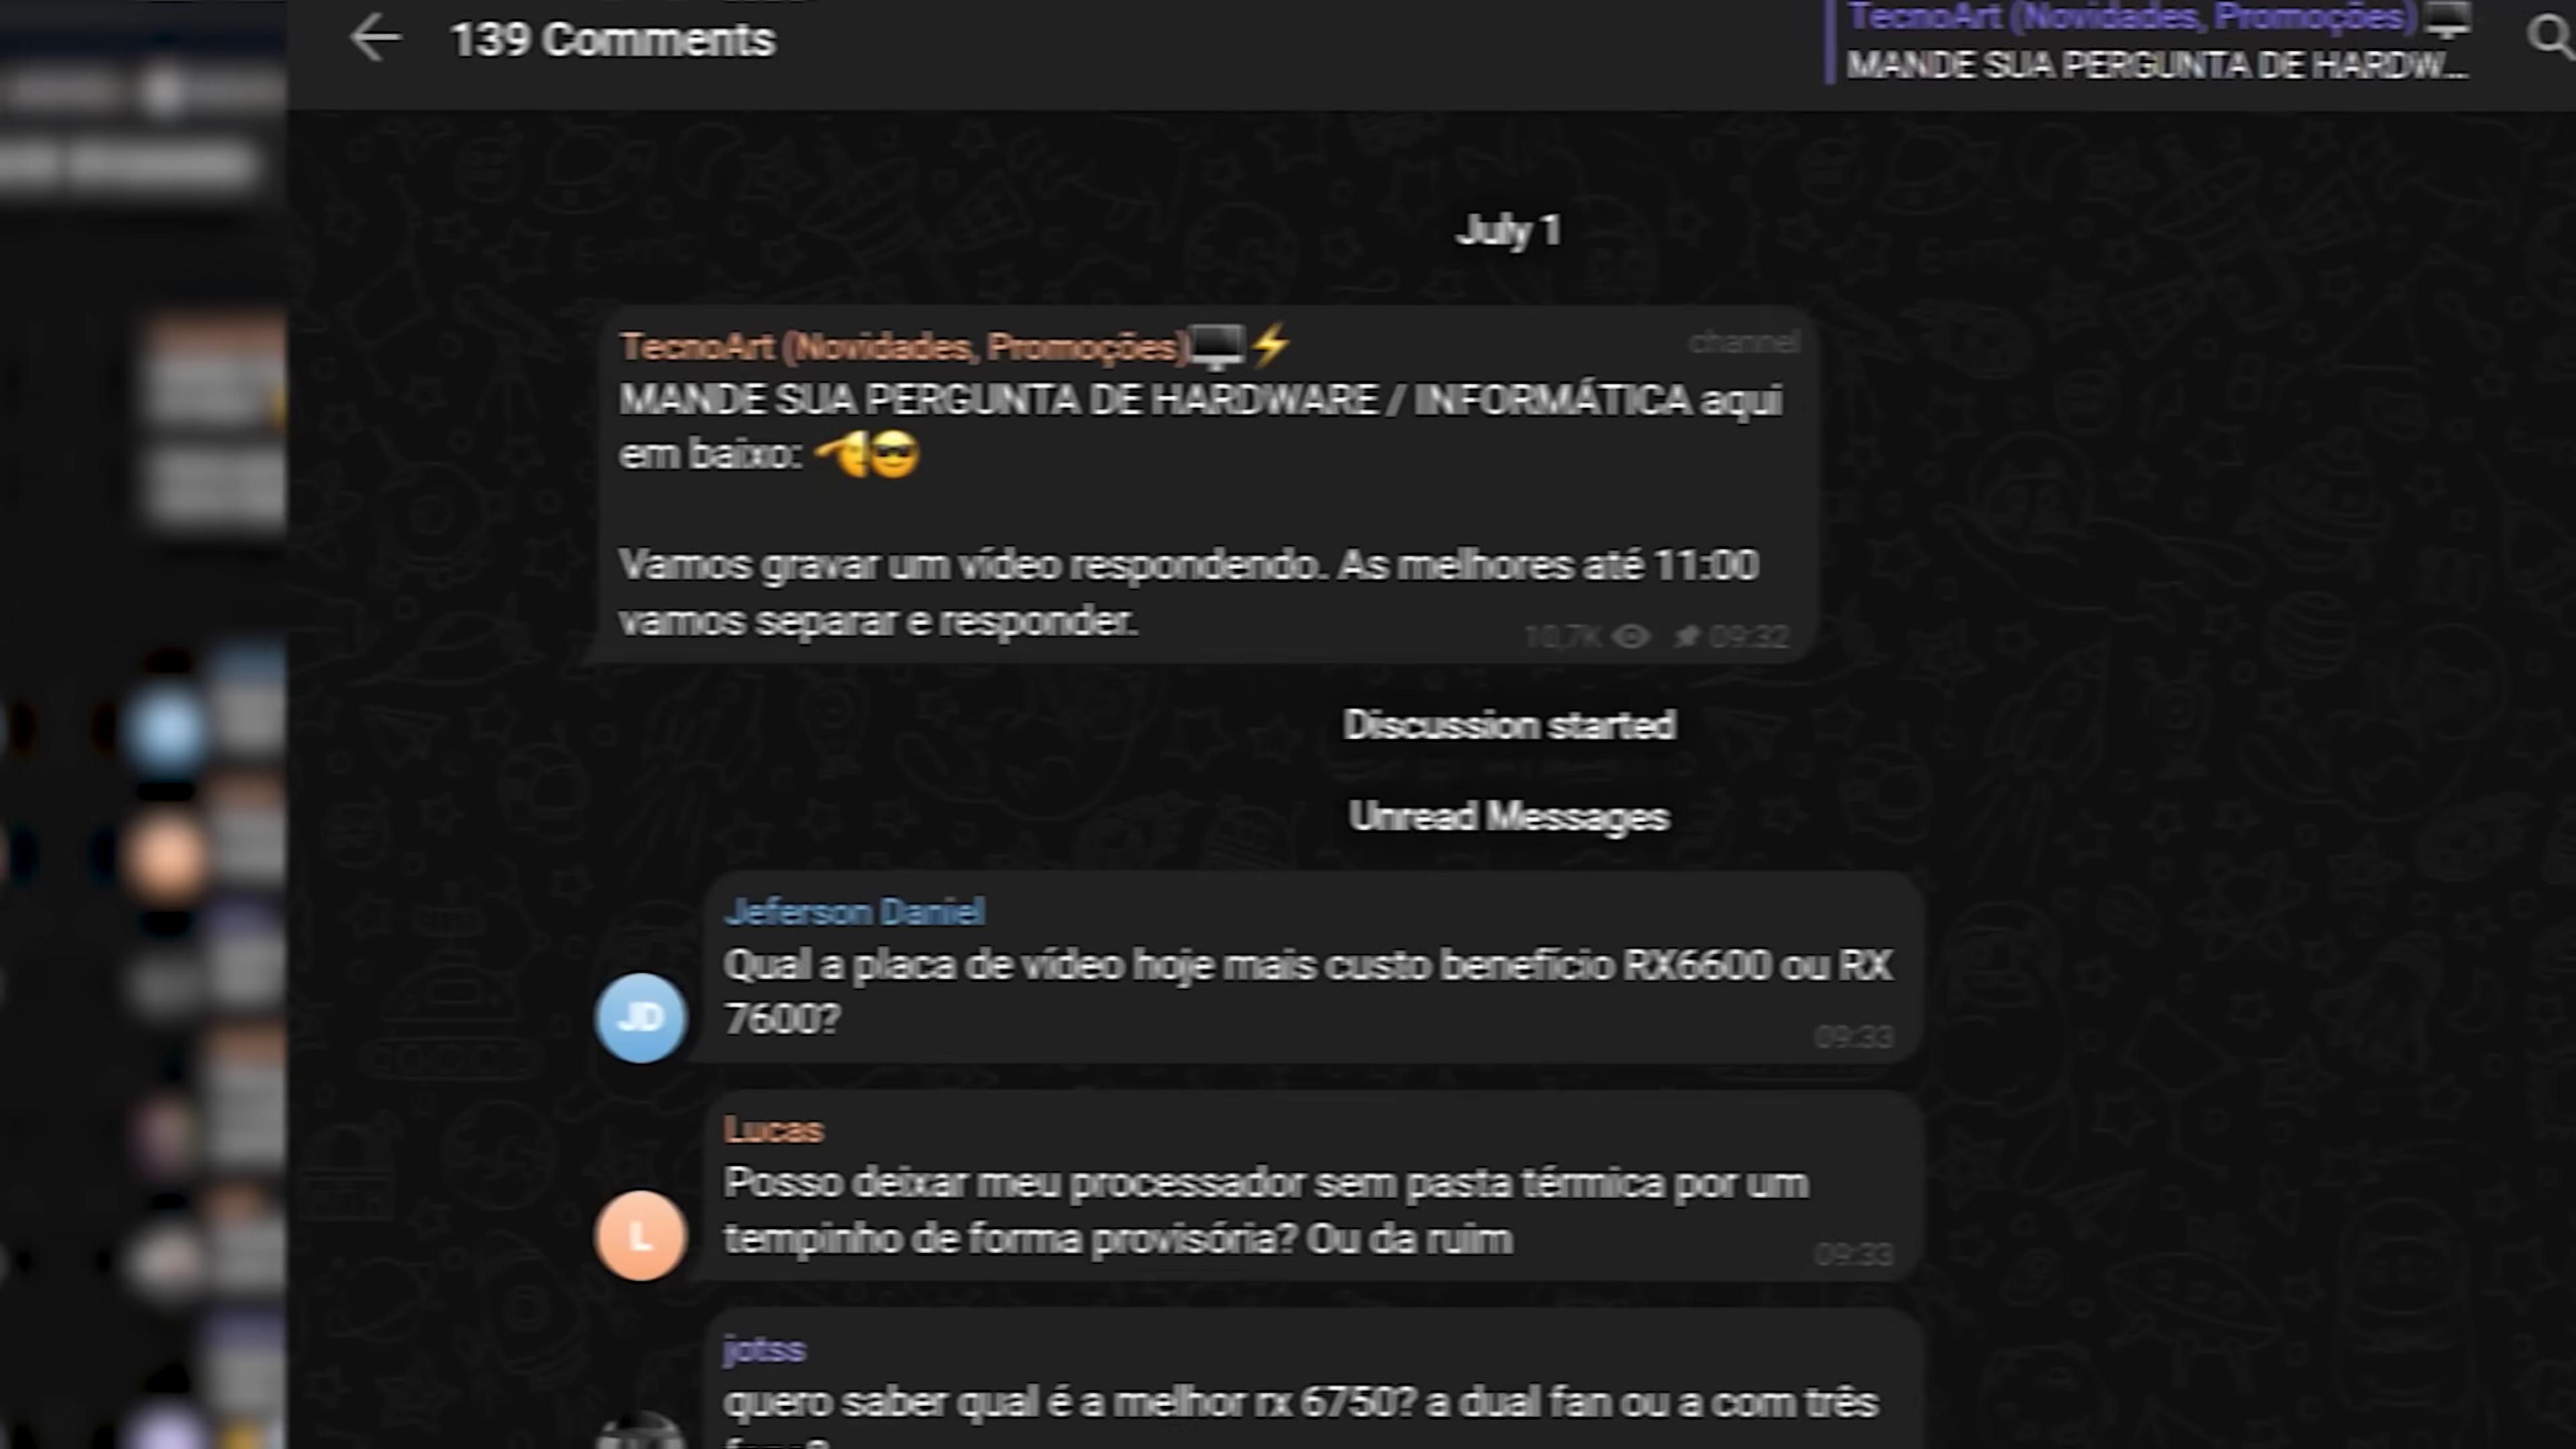 139 Comments
TecnoArt (Novidades, Promoções)
MANDE SUA PERGUNTA DE HARDW...
July 1
TecnoArt (Novidades, Promoções)🖥️⚡
channel
MANDE SUA PERGUNTA DE HARDWARE / INFORMÁTICA aqui
em baixo: 😎
Vamos gravar um vídeo respondendo. As melhores até 11:00
vamos separar e responder.
10,7K 09:32
Discussion started
Unread Messages
Jeferson Daniel
Qual a placa de vídeo hoje mais custo benefício RX6600 ou RX
7600?
09:33
JD
Lucas
Posso deixar meu processador sem pasta térmica por um
tempinho de forma provisória? Ou da ruim
09:33
L
jotss
quero saber qual é a melhor rx 6750? a dual fan ou a com três